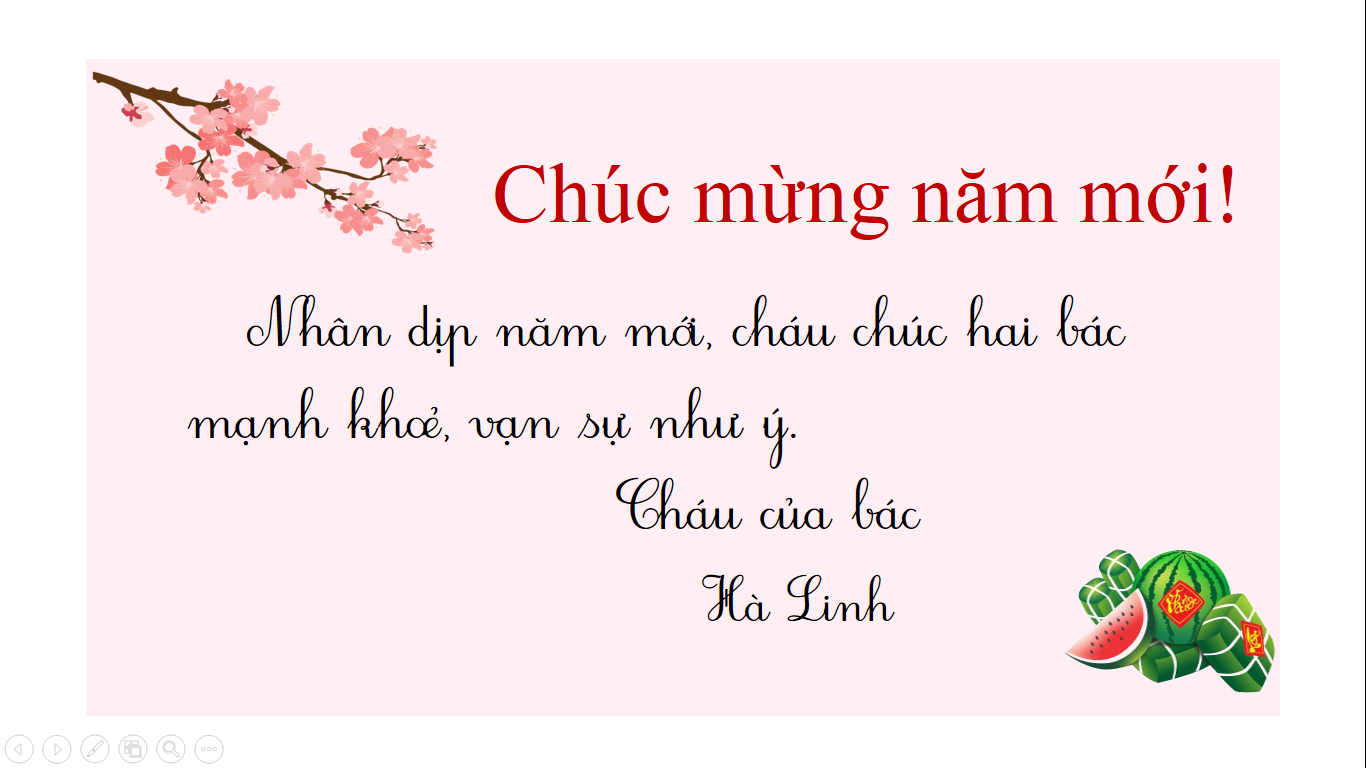 Chúc mừng năm mới!
Nhân dịp năm mới, cháu chúc hai bác
mạnh khoẻ, vạn sự như ý.
Cháu của bác
Hà Linh